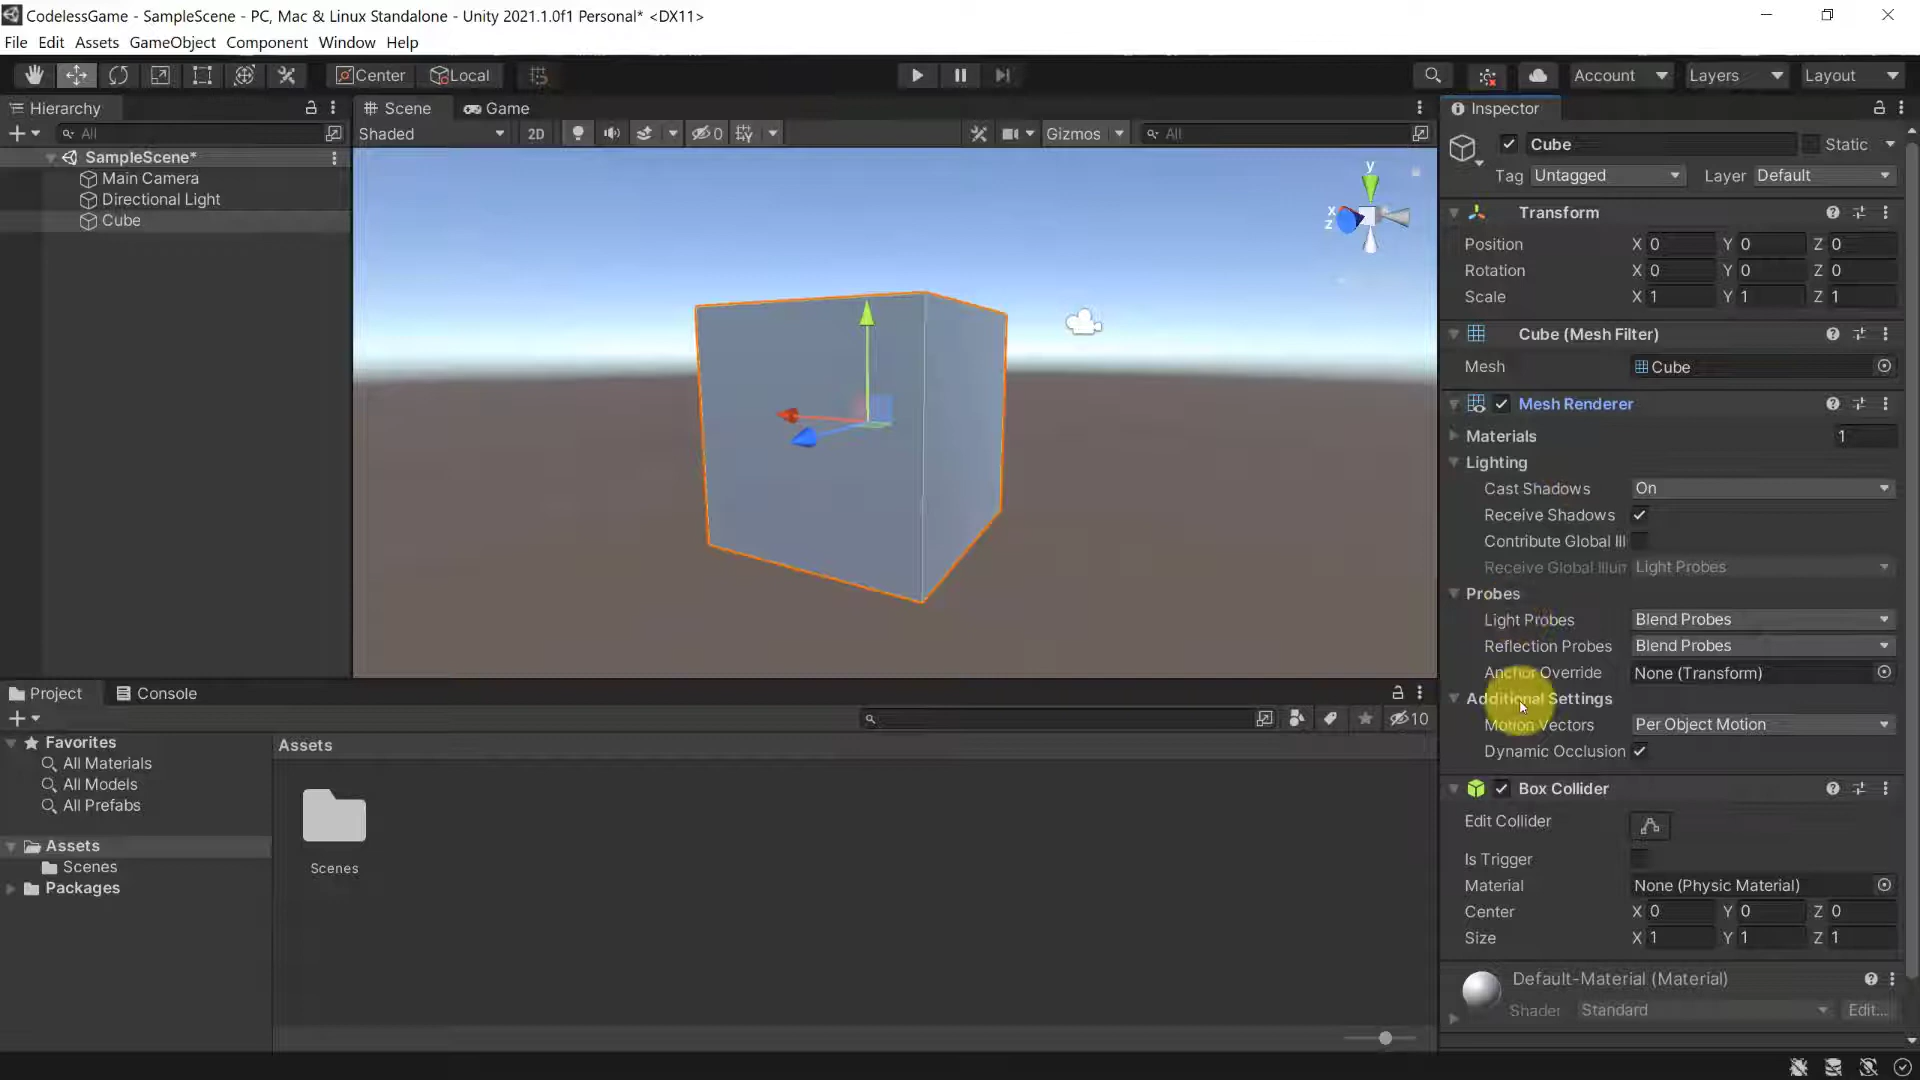 CodelessGame - SampleScene - PC, Mac & Linux Standalone - Unity 2021.1.0f1 Personal* <DX11>
File Edit Assets GameObject Component Window Help
Center Local Account Layers Layout
Hierarchy
All
SampleScene*
Main Camera
Directional Light
Cube
Scene Game
Shaded 2D 0 Gizmos All
y
x
z
Inspector
Cube Static
Tag Untagged Layer Default
Transform
Position X 0 Y 0 Z 0
Rotation X 0 Y 0 Z 0
Scale X 1 Y 1 Z 1
Cube (Mesh Filter)
Mesh Cube
Mesh Renderer
Materials 1
Lighting
Cast Shadows On
Receive Shadows
Contribute Global Ill
Receive Global Illum Light Probes
Probes
Light Probes Blend Probes
Reflection Probes Blend Probes
Anchor Override None (Transform)
Additional Settings
Motion Vectors Per Object Motion
Dynamic Occlusion
Box Collider
Edit Collider
Is Trigger
Material None (Physic Material)
Center X 0 Y 0 Z 0
Size X 1 Y 1 Z 1
Default-Material (Material)
Shader Standard Edit...
Project Console
10
Favorites
All Materials
All Models
All Prefabs
Assets
Scenes
Packages
Assets
Scenes